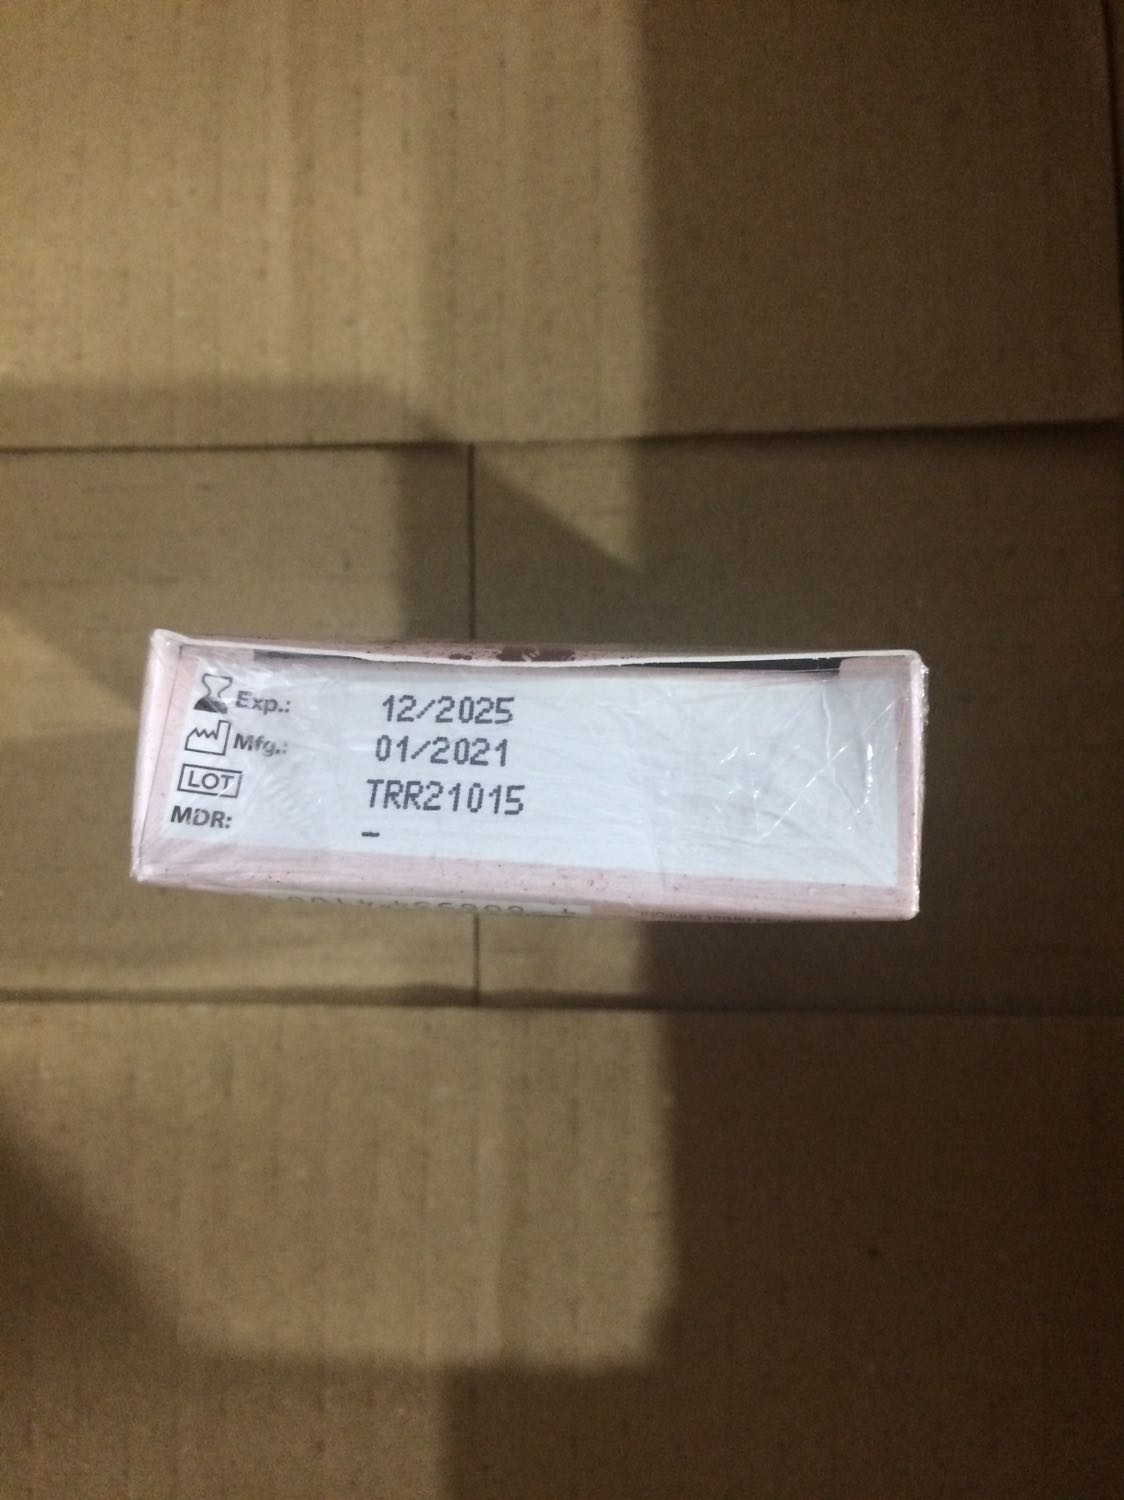 Exp.: 12/2025
Mfg.: 01/2021
LOT TRR21015
MDR: -